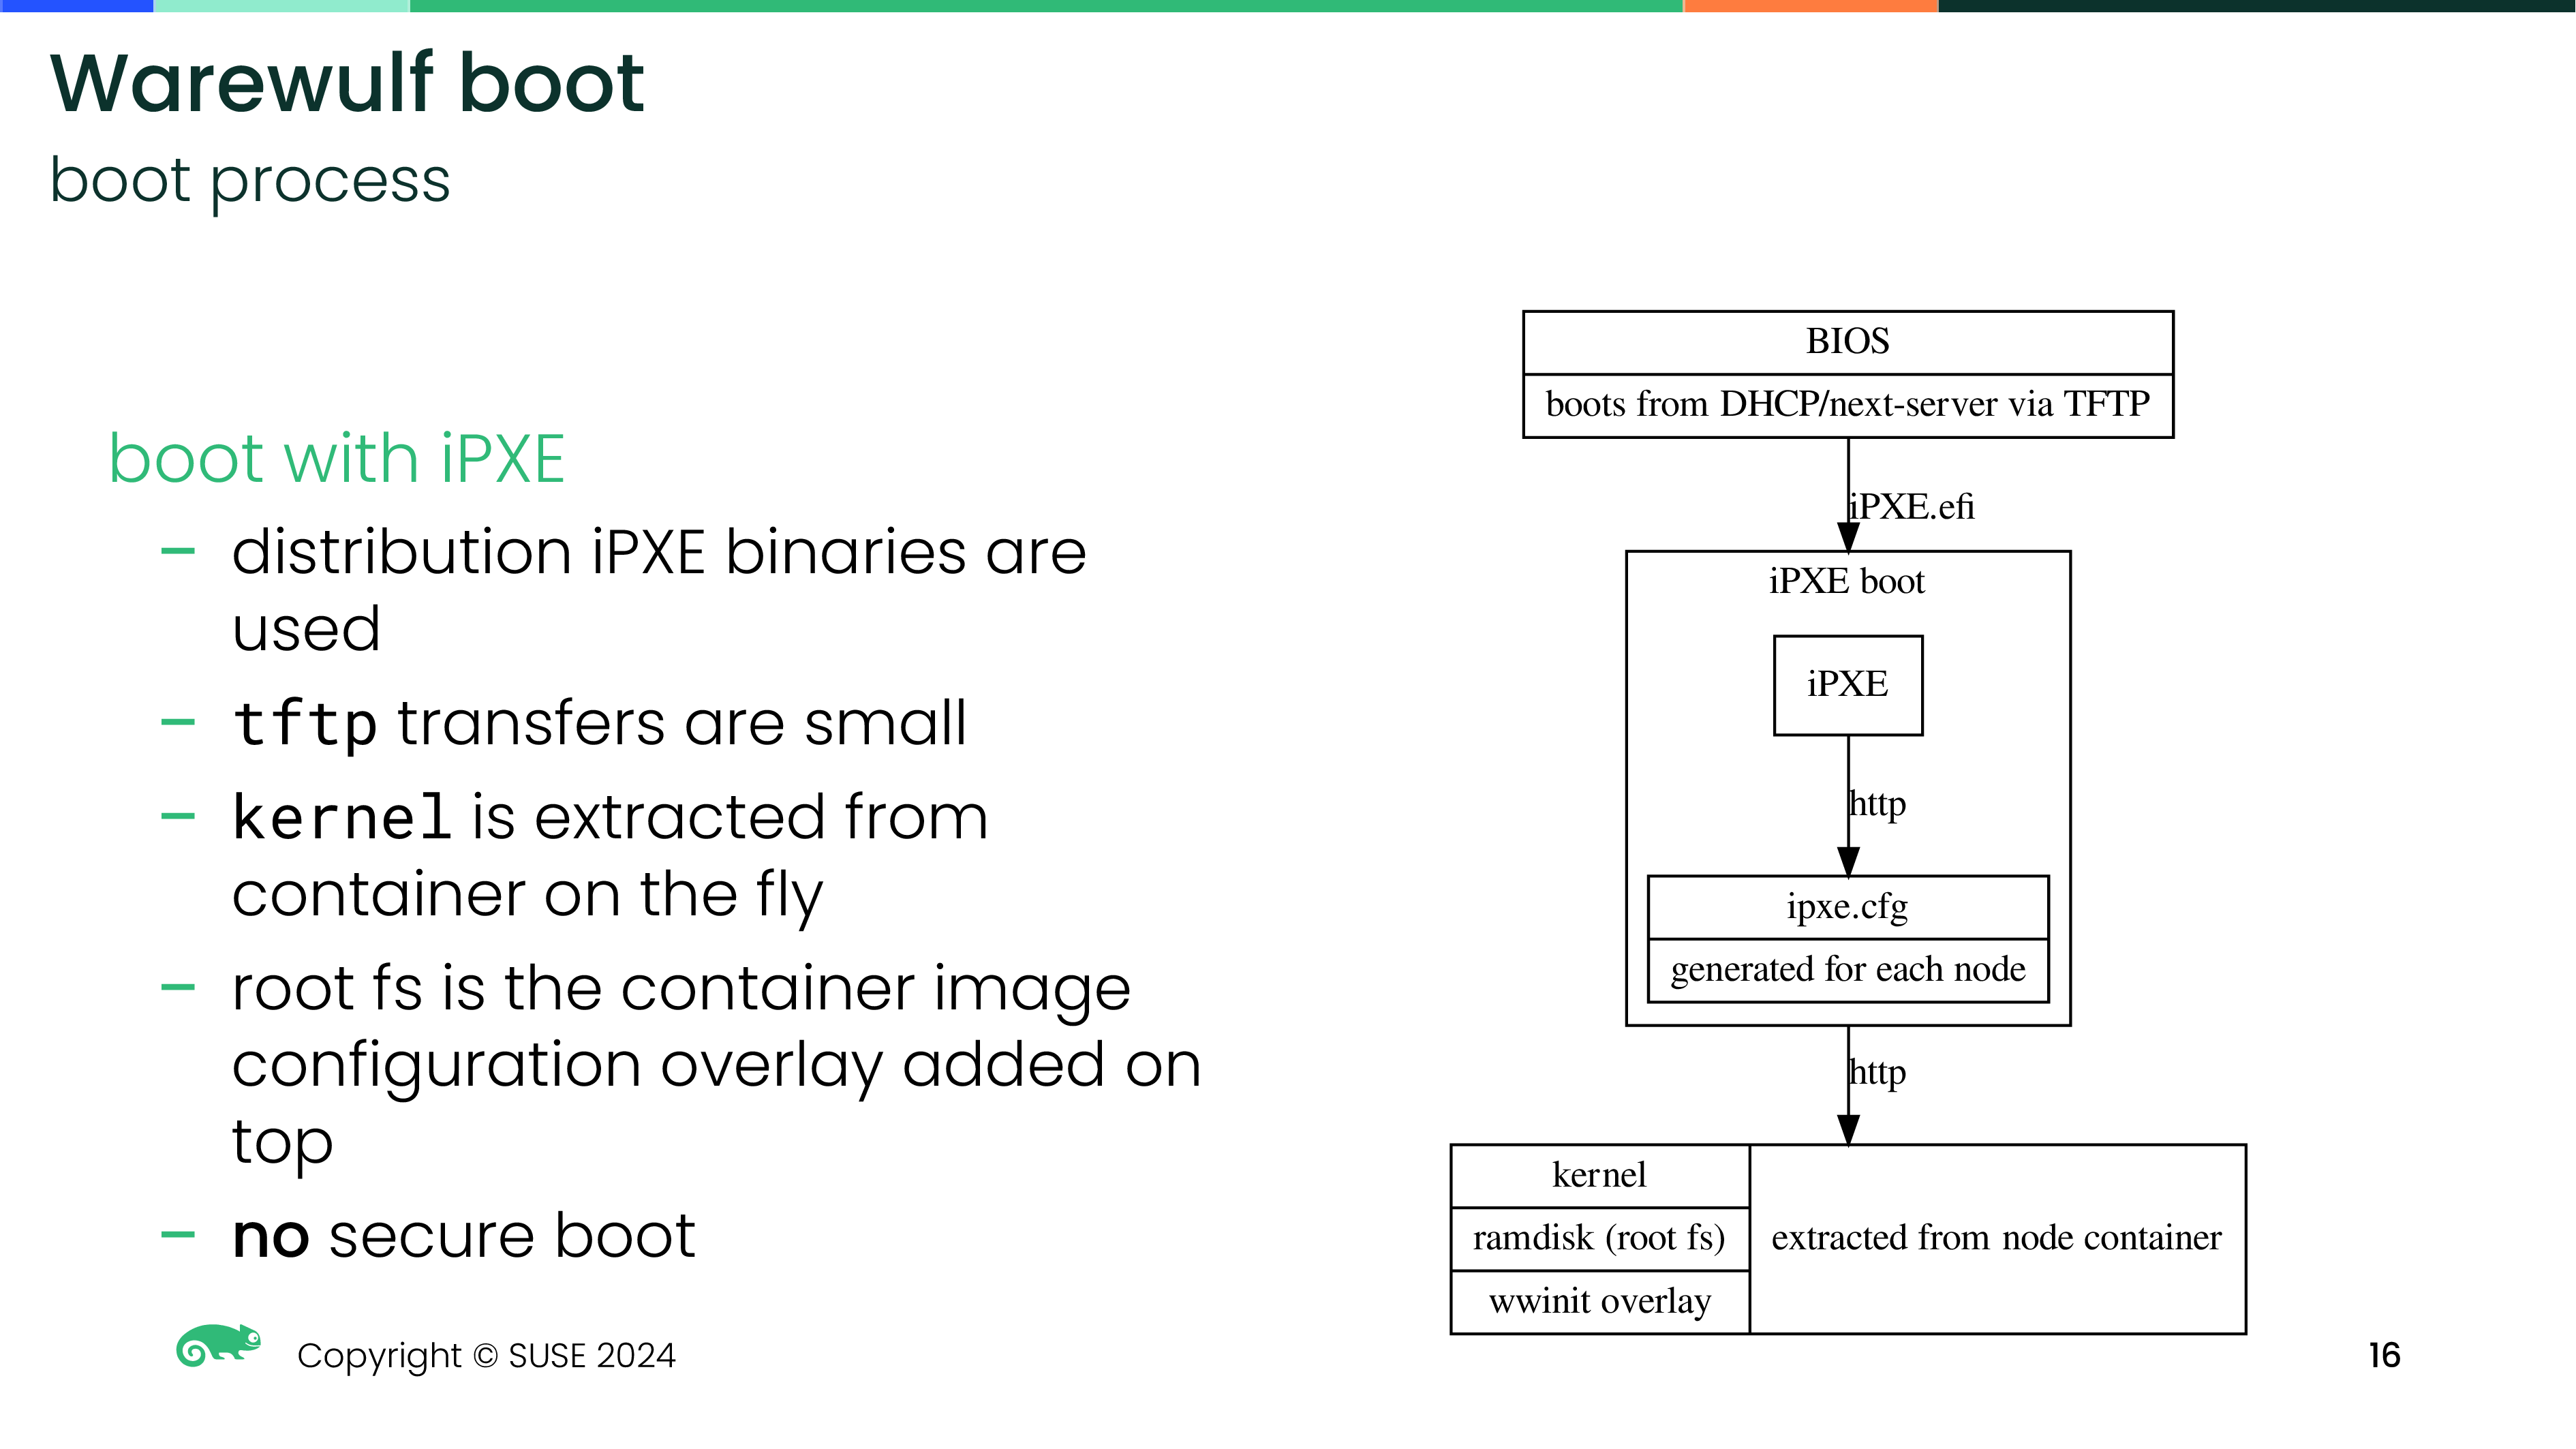 Warewulf boot
boot process
boot with iPXE
– distribution iPXE binaries are
used
– tftp transfers are small
– kernel is extracted from
container on the fly
– root fs is the container image
configuration overlay added on
top
– no secure boot
BIOS
boots from DHCP/next-server via TFTP
iPXE.efi
iPXE boot
iPXE
http
ipxe.cfg
generated for each node
http
kernel
ramdisk (root fs)
wwinit overlay
extracted from node container
Copyright © SUSE 2024
16